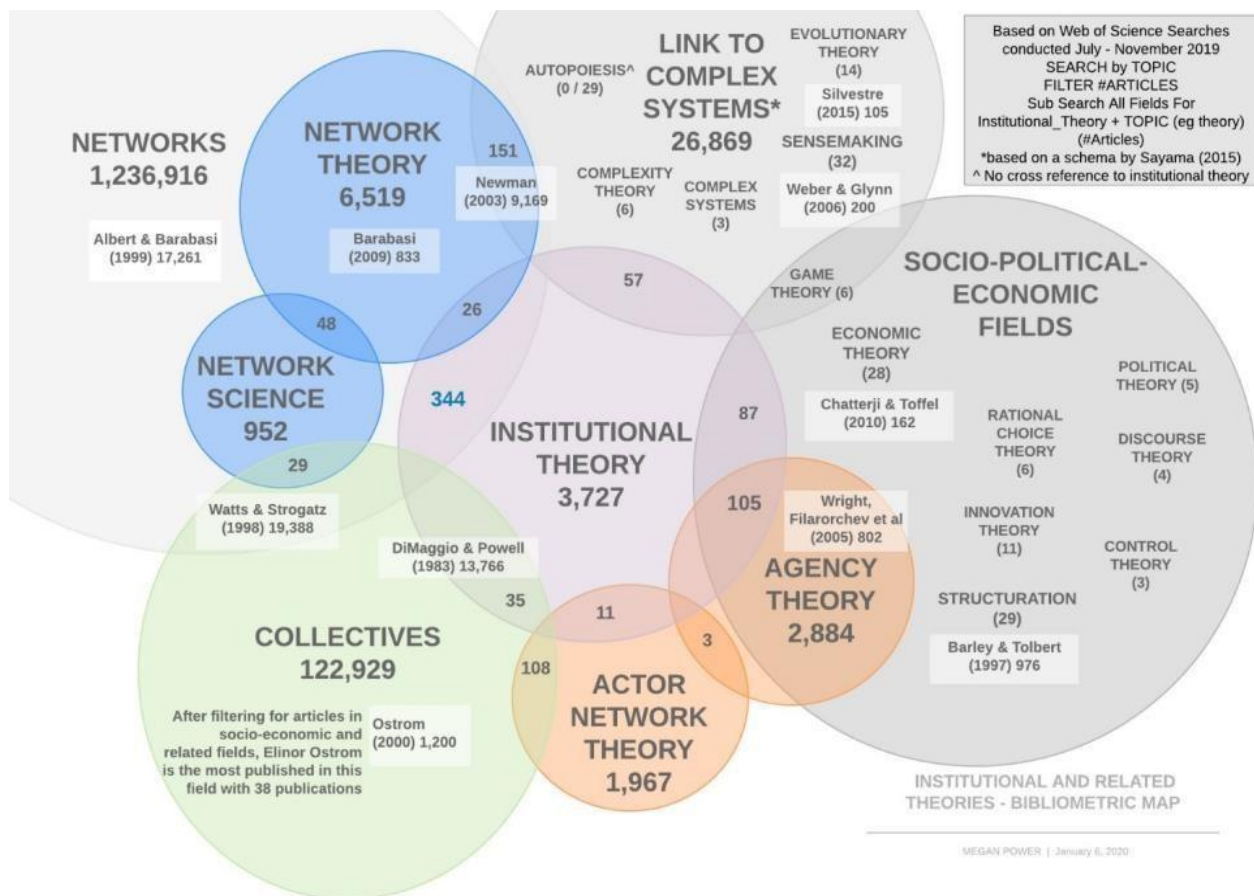 NETWORKS
1,236,916
Albert & Barabasi
(1999) 17,261
NETWORK
THEORY
6,519
Barabasi
(2009) 833
151
Newman
(2003) 9,169
AUTOPOIESIS^
(0 / 29)
LINK TO
COMPLEX
SYSTEMS*
26,869
COMPLEXITY
THEORY
(6)
COMPLEX
SYSTEMS
(3)
EVOLUTIONARY
THEORY
(14)
Silvestre
(2015) 105
SENSEMAKING
(32)
Weber & Glynn
(2006) 200
Based on Web of Science Searches
conducted July - November 2019
SEARCH by TOPIC
FILTER #ARTICLES
Sub Search All Fields For
Institutional_Theory + TOPIC (eg theory)
(#Articles)
*based on a schema by Sayama (2015)
^ No cross reference to institutional theory
48
26
57
NETWORK
SCIENCE
952
29
Watts & Strogatz
(1998) 19,388
344
INSTITUTIONAL
THEORY
3,727
DiMaggio & Powell
(1983) 13,766
35
87
105
11
3
108
GAME
THEORY (6)
SOCIO-POLITICAL-
ECONOMIC
FIELDS
ECONOMIC
THEORY
(28)
Chatterji & Toffel
(2010) 162
POLITICAL
THEORY (5)
RATIONAL
CHOICE
THEORY
(6)
DISCOURSE
THEORY
(4)
INNOVATION
THEORY
(11)
CONTROL
THEORY
(3)
STRUCTURATION
(29)
Barley & Tolbert
(1997) 976
Wright,
Filarorchev et al
(2005) 802
AGENCY
THEORY
2,884
COLLECTIVES
122,929
After filtering for articles in
socio-economic and
related fields, Elinor Ostrom
is the most published in this
field with 38 publications
Ostrom
(2000) 1,200
ACTOR
NETWORK
THEORY
1,967
INSTITUTIONAL AND RELATED
THEORIES - BIBLIOMETRIC MAP
MEGAN POWER | January 6, 2020